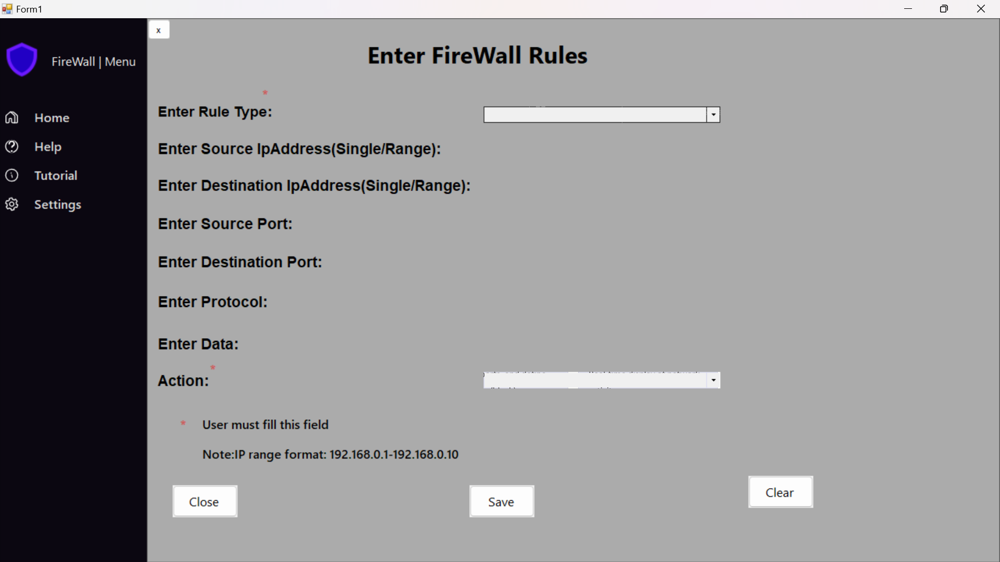 Form1
x
FireWall | Menu
Enter FireWall Rules
Home
Help
Tutorial
Settings
*
Enter Rule Type:
Enter Source IpAddress(Single/Range):
Enter Destination IpAddress(Single/Range):
Enter Source Port:
Enter Destination Port:
Enter Protocol:
Enter Data:
*
Action:
* User must fill this field
Note:IP range format: 192.168.0.1-192.168.0.10
Close
Save
Clear